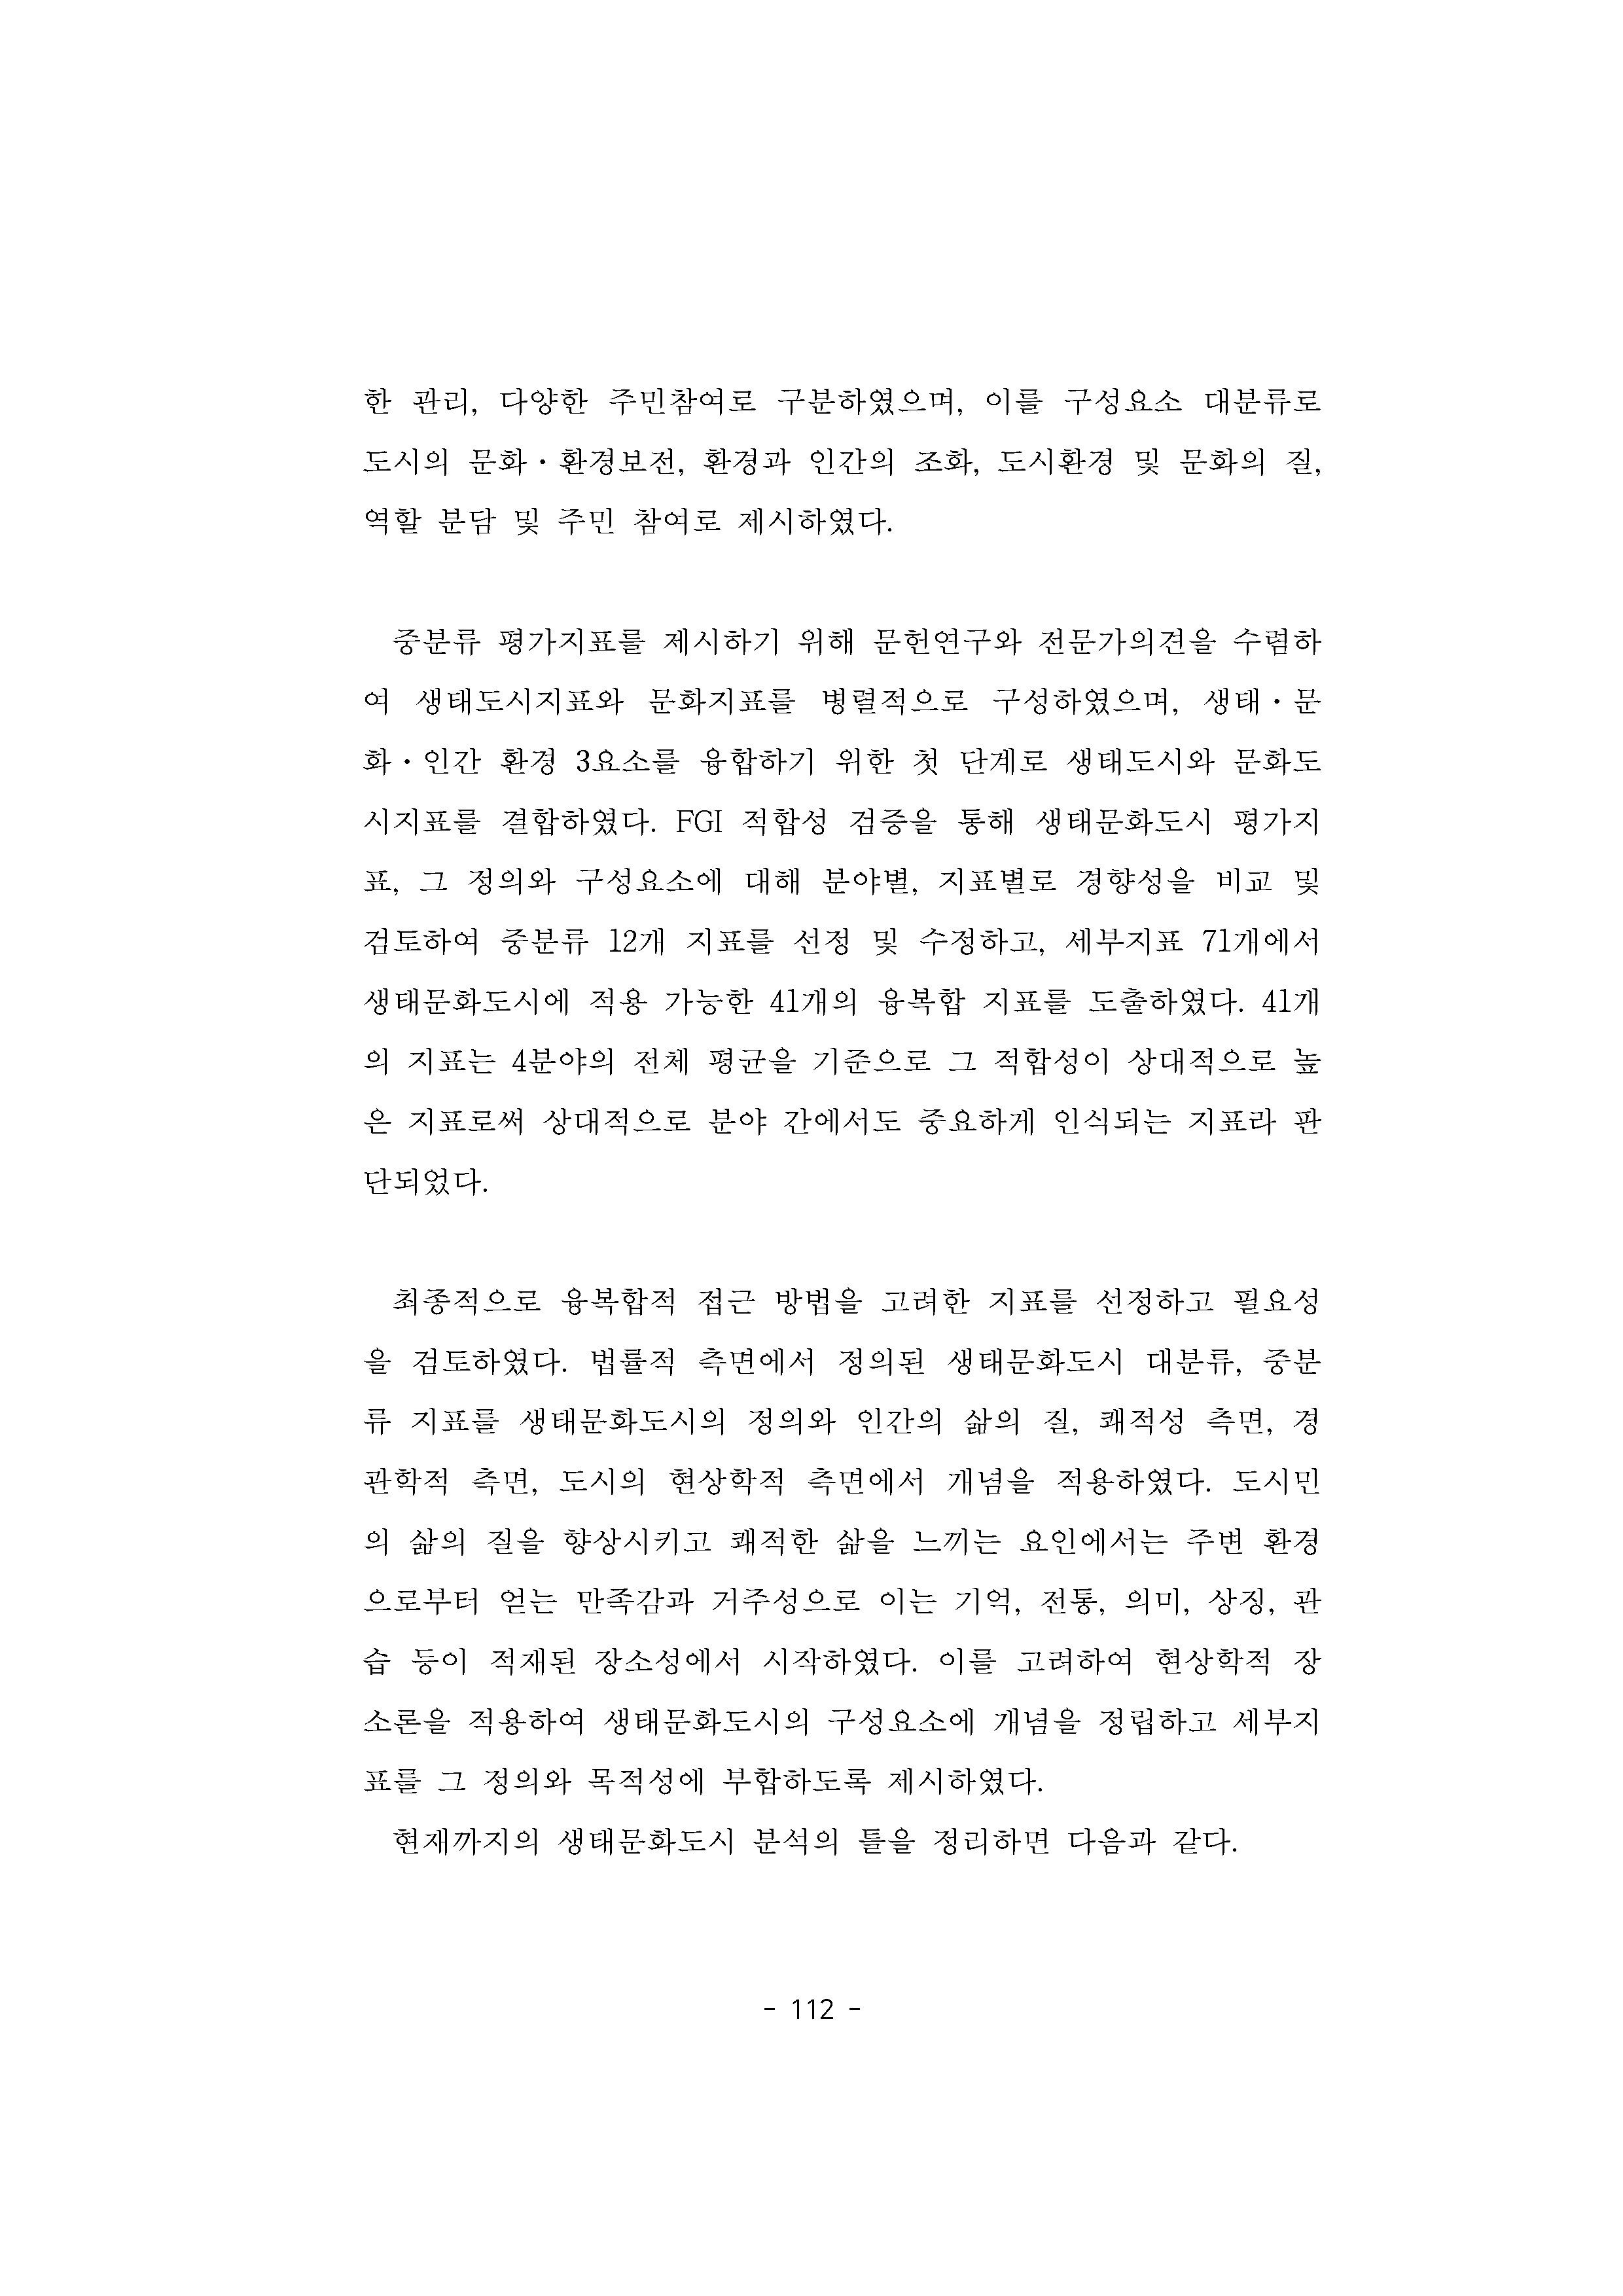 한 관리, 다양한 주민참여로 구분하였으며, 이를 구성요소 대분류로
도시의 문화・환경보전, 환경과 인간의 조화, 도시환경 및 문화의 질,
역할 분담 및 주민 참여로 제시하였다.
중분류 평가지표를 제시하기 위해 문헌연구와 전문가의견을 수렴하
여 생태도시지표와 문화지표를 병렬적으로 구성하였으며, 생태・문
화・인간 환경 3요소를 융합하기 위한 첫 단계로 생태도시와 문화도
시지표를 결합하였다. FGI 적합성 검증을 통해 생태문화도시 평가지
표, 그 정의와 구성요소에 대해 분야별, 지표별로 경향성을 비교 및
검토하여 중분류 12개 지표를 선정 및 수정하고, 세부지표 71개에서
생태문화도시에 적용 가능한 41개의 융복합 지표를 도출하였다. 41개
의 지표는 4분야의 전체 평균을 기준으로 그 적합성이 상대적으로 높
은 지표로써 상대적으로 분야 간에서도 중요하게 인식되는 지표라 판
단되었다.
최종적으로 융복합적 접근 방법을 고려한 지표를 선정하고 필요성
을 검토하였다. 법률적 측면에서 정의된 생태문화도시 대분류, 중분
류 지표를 생태문화도시의 정의와 인간의 삶의 질, 쾌적성 측면, 경
관학적 측면, 도시의 현상학적 측면에서 개념을 적용하였다. 도시민
의 삶의 질을 향상시키고 쾌적한 삶을 느끼는 요인에서는 주변 환경
으로부터 얻는 만족감과 거주성으로 이는 기억, 전통, 의미, 상징, 관
습 등이 적재된 장소성에서 시작하였다. 이를 고려하여 현상학적 장
소론을 적용하여 생태문화도시의 구성요소에 개념을 정립하고 세부지
표를 그 정의와 목적성에 부합하도록 제시하였다.
현재까지의 생태문화도시 분석의 틀을 정리하면 다음과 같다.
- 112 -